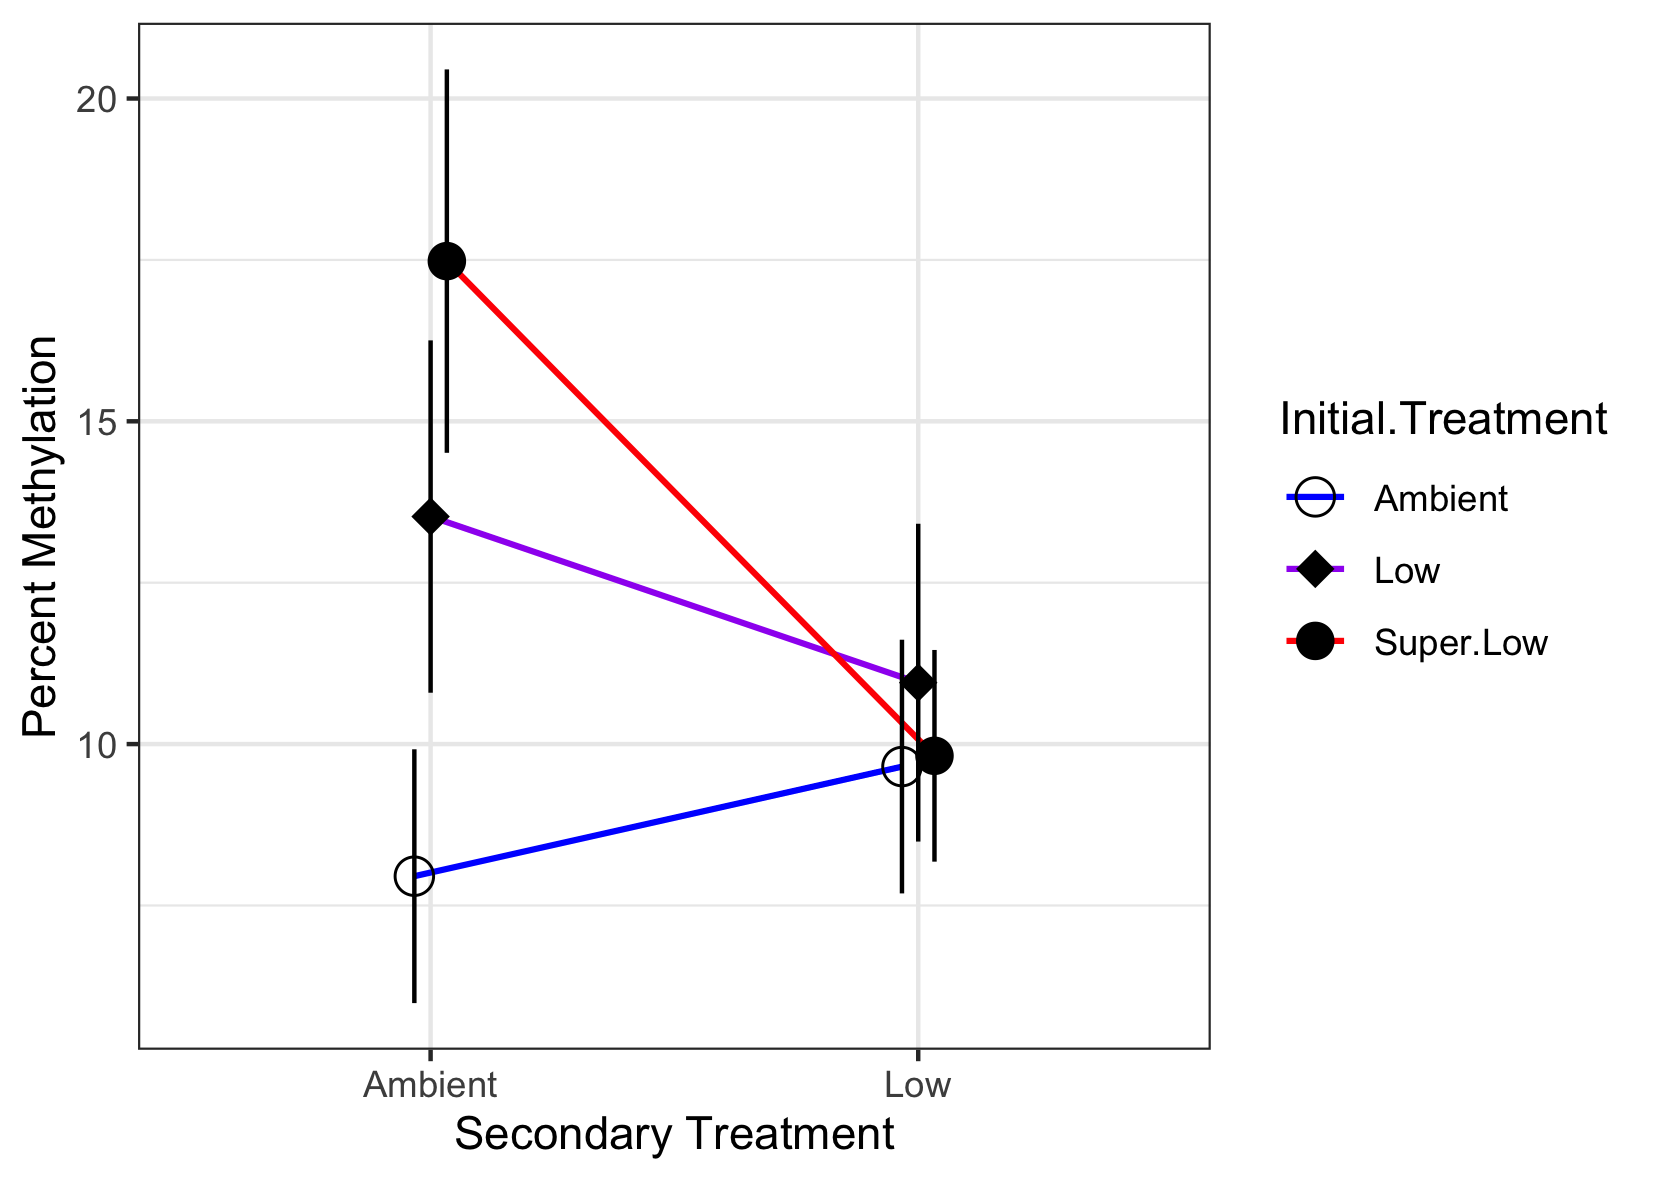 20
15
10
Percent Methylation
Ambient
Low
Secondary Treatment
Initial.Treatment
Ambient
Low
Super.Low